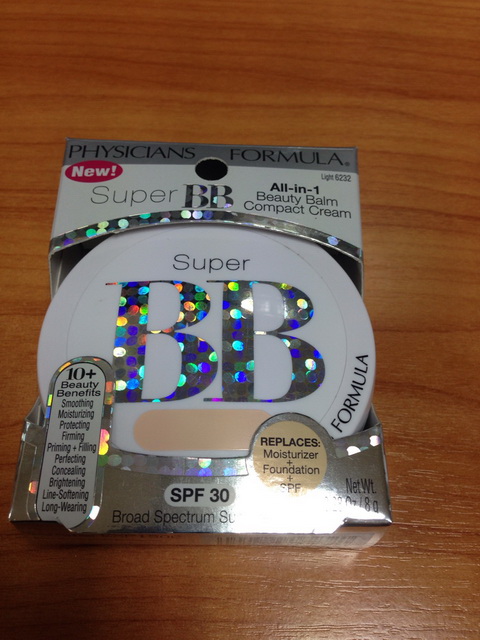 PHYSICIANS FORMULA®
New!
Light 6232
Super BB
All-in-1
Beauty Balm
Compact Cream
Super
BB
FORMULA
10+
Beauty
Benefits
Smoothing
Moisturizing
Protecting
Firming
Priming + Filling
Perfecting
Concealing
Brightening
Line-Softening
Long-Wearing
REPLACES:
Moisturizer
+
Foundation
+
SPF
SPF 30
Broad Spectrum Su
Net Wt.
Oz / 8 g